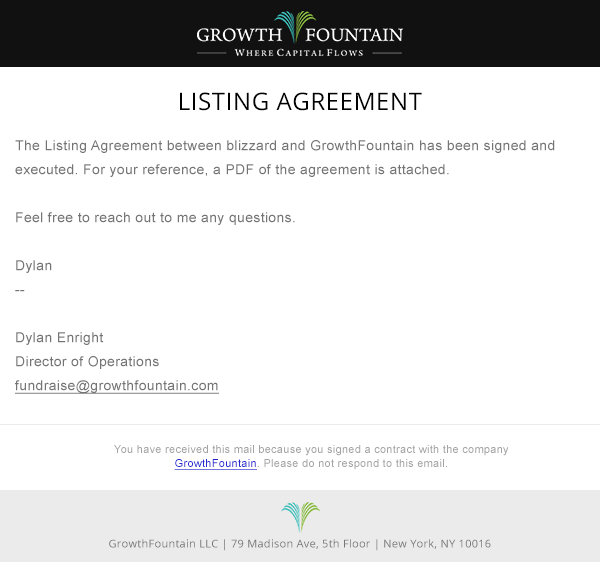 GROWTH FOUNTAIN
WHERE CAPITAL FLOWS
LISTING AGREEMENT
The Listing Agreement between blizzard and GrowthFountain has been signed and
executed. For your reference, a PDF of the agreement is attached.
Feel free to reach out to me any questions.
Dylan
--
Dylan Enright
Director of Operations
fundraise@growthfountain.com
You have received this mail because you signed a contract with the company
GrowthFountain. Please do not respond to this email.
GrowthFountain LLC | 79 Madison Ave, 5th Floor | New York, NY 10016